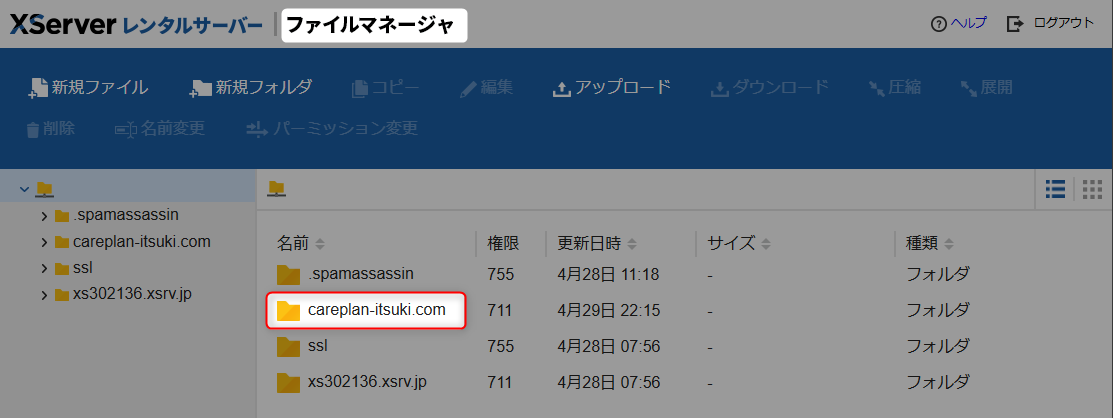 XServer レンタルサーバー ファイルマネージャ ヘルプ ログアウト
新規ファイル 新規フォルダ コピー 編集 アップロード ダウンロード 圧縮 展開
削除 名前変更 パーミッション変更
.spamassassin
careplan-itsuki.com
ssl
xs302136.xsrv.jp
名前 権限 更新日時 サイズ 種類
.spamassassin 755 4月28日 11:18 - フォルダ
careplan-itsuki.com 711 4月29日 22:15 - フォルダ
ssl 755 4月28日 07:56 - フォルダ
xs302136.xsrv.jp 711 4月28日 07:56 - フォルダ